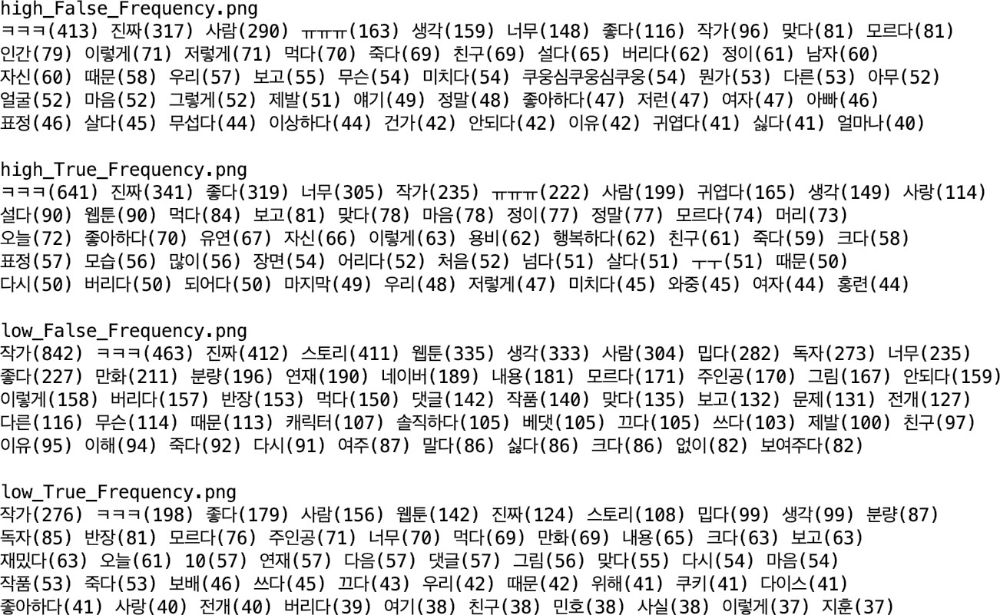 high_False_Frequency.png
ㅋㅋㅋ(413) 진짜(317) 사람(290) ㅠㅠㅠ(163) 생각(159) 너무(148) 좋다(116) 작가(96) 맞다(81) 모르다(81)
인간(79) 이렇게(71) 저렇게(71) 먹다(70) 죽다(69) 친구(69) 설다(65) 버리다(62) 정이(61) 남자(60)
자신(60) 때문(58) 우리(57) 보고(55) 무슨(54) 미치다(54) 쿠웅심쿠웅심쿠웅(54) 뭔가(53) 다른(53) 아무(52)
얼굴(52) 마음(52) 그렇게(52) 제발(51) 얘기(49) 정말(48) 좋아하다(47) 저런(47) 여자(47) 아빠(46)
표정(46) 살다(45) 무섭다(44) 이상하다(44) 건가(42) 안되다(42) 이유(42) 귀엽다(41) 싫다(41) 얼마나(40)
high_True_Frequency.png
ㅋㅋㅋ(641) 진짜(341) 좋다(319) 너무(305) 작가(235) ㅠㅠㅠ(222) 사람(199) 귀엽다(165) 생각(149) 사랑(114)
설다(90) 웹툰(90) 먹다(84) 보고(81) 맞다(78) 마음(78) 정이(77) 정말(77) 모르다(74) 머리(73)
오늘(72) 좋아하다(70) 유연(67) 자신(66) 이렇게(63) 용비(62) 행복하다(62) 친구(61) 죽다(59) 크다(58)
표정(57) 모습(56) 많이(56) 장면(54) 어리다(52) 처음(52) 넘다(51) 살다(51) ㅜㅜ(51) 때문(50)
다시(50) 버리다(50) 되어다(50) 마지막(49) 우리(48) 저렇게(47) 미치다(45) 와중(45) 여자(44) 홍련(44)
low_False_Frequency.png
작가(842) ㅋㅋㅋ(463) 진짜(412) 스토리(411) 웹툰(335) 생각(333) 사람(304) 밉다(282) 독자(273) 너무(235)
좋다(227) 만화(211) 분량(196) 연재(190) 네이버(189) 내용(181) 모르다(171) 주인공(170) 그림(167) 안되다(159)
이렇게(158) 버리다(157) 반장(153) 먹다(150) 댓글(142) 작품(140) 맞다(135) 보고(132) 문제(131) 전개(127)
다른(116) 무슨(114) 때문(113) 캐릭터(107) 솔직하다(105) 베댓(105) 끄다(105) 쓰다(103) 제발(100) 친구(97)
이유(95) 이해(94) 죽다(92) 다시(91) 여주(87) 말다(86) 싫다(86) 크다(86) 없이(82) 보여주다(82)
low_True_Frequency.png
작가(276) ㅋㅋㅋ(198) 좋다(179) 사람(156) 웹툰(142) 진짜(124) 스토리(108) 밉다(99) 생각(99) 분량(87)
독자(85) 반장(81) 모르다(76) 주인공(71) 너무(70) 먹다(69) 만화(69) 내용(65) 크다(63) 보고(63)
재밌다(63) 오늘(61) 10(57) 연재(57) 다음(57) 댓글(57) 그림(56) 맞다(55) 다시(54) 마음(54)
작품(53) 죽다(53) 보배(46) 쓰다(45) 끄다(43) 우리(42) 때문(42) 위해(41) 쿠키(41) 다이스(41)
좋아하다(41) 사랑(40) 전개(40) 버리다(39) 여기(38) 친구(38) 민호(38) 사실(38) 이렇게(37) 지훈(37)